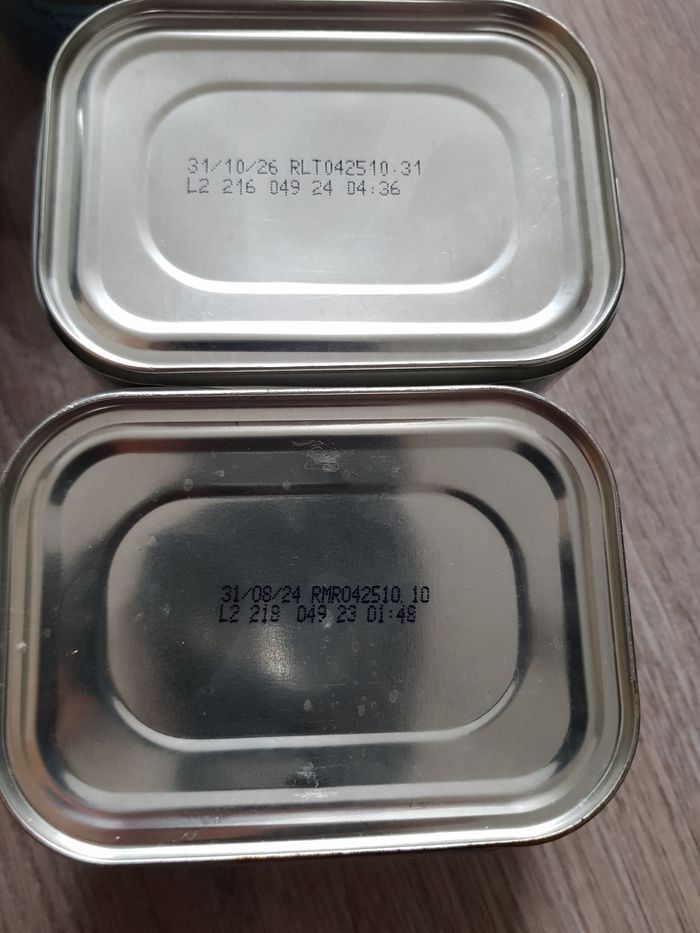 31/10/26 RLT042510·31
L2 216 049 24 04:36
31/08/24 RMR042510 10
L2 218 049 23 01:48